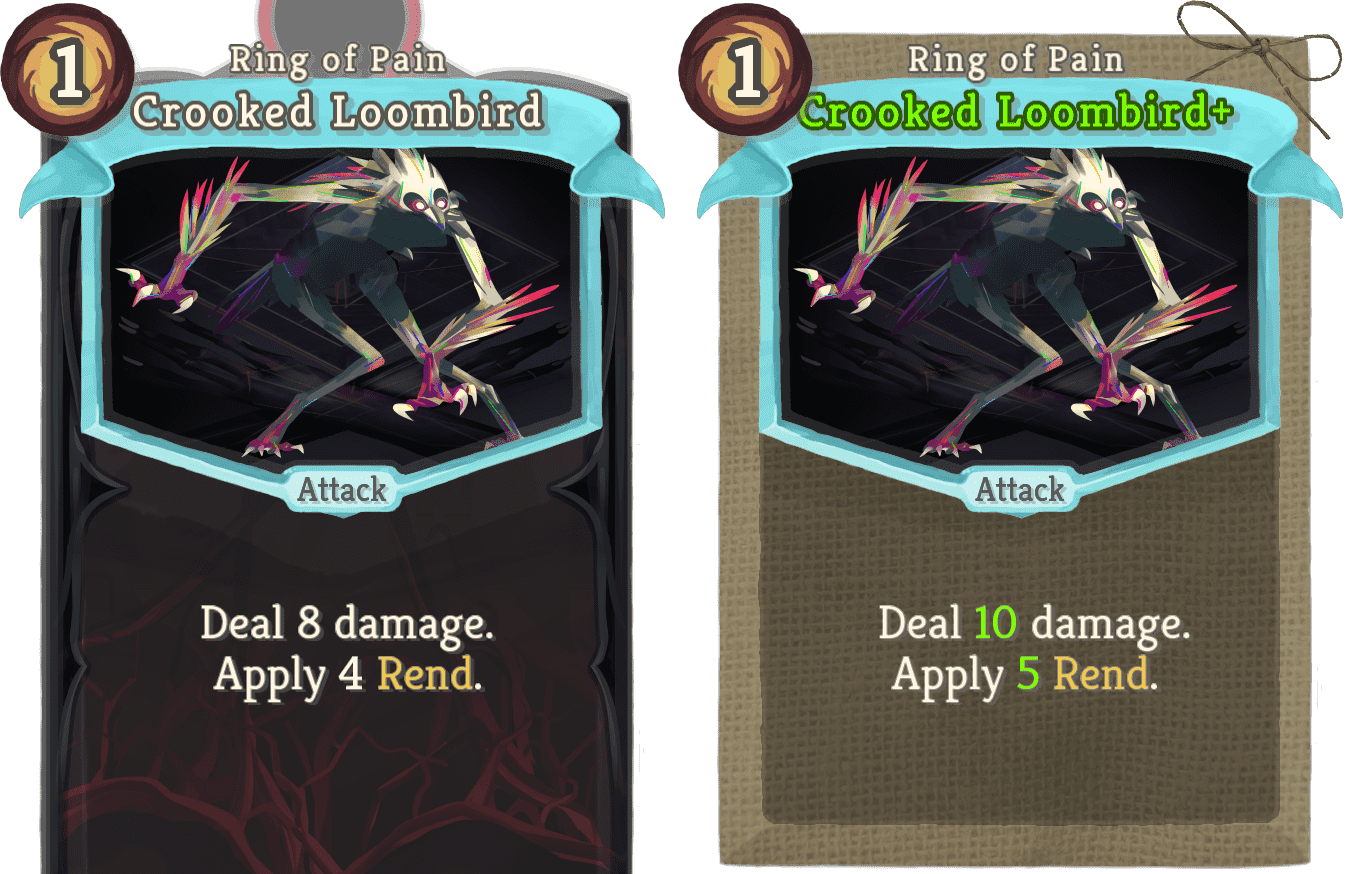 1
Ring of Pain
Crooked Loombird
Attack
Deal 8 damage.
Apply 4 Rend.
1
Ring of Pain
Crooked Loombird+
Attack
Deal 10 damage.
Apply 5 Rend.